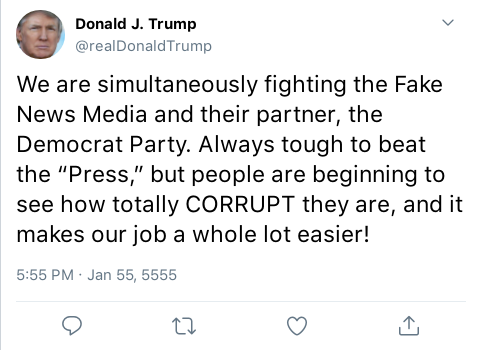 Donald J. Trump
@realDonaldTrump
We are simultaneously fighting the Fake
News Media and their partner, the
Democrat Party. Always tough to beat
the “Press,” but people are beginning to
see how totally CORRUPT they are, and it
makes our job a whole lot easier!
5:55 PM · Jan 55, 5555